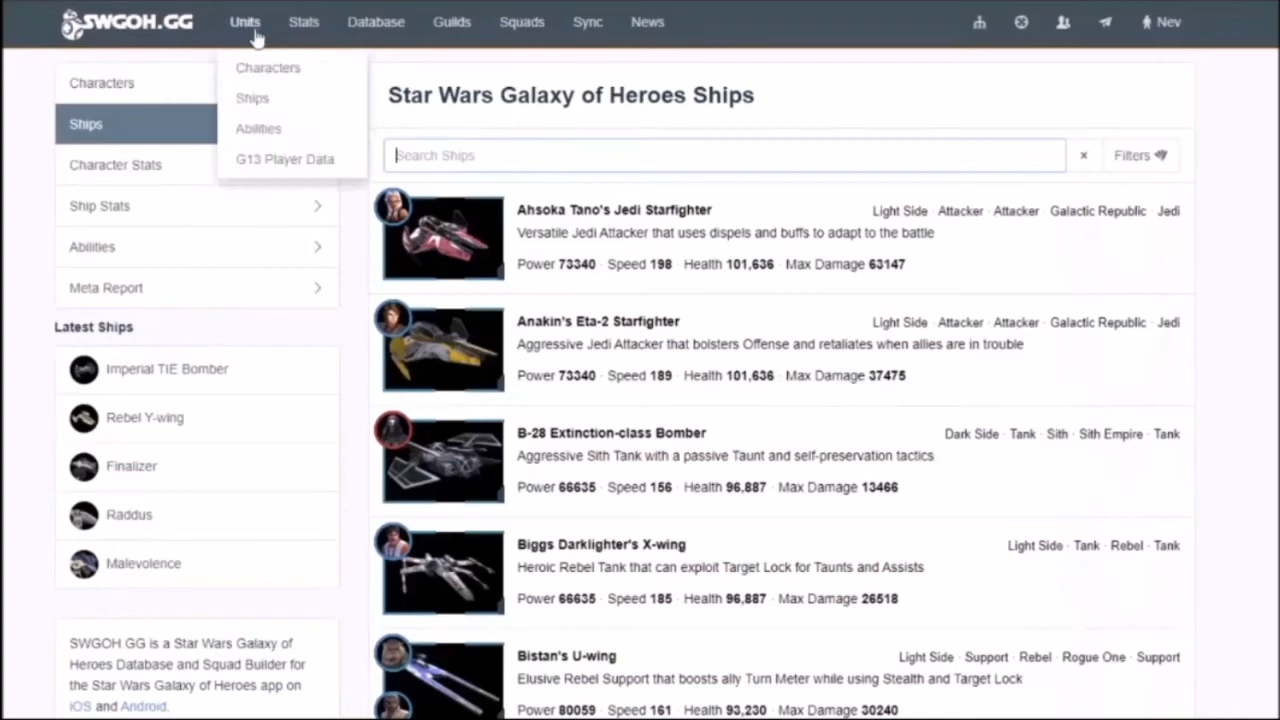 SWGOH.GG
Units
Stats
Database
Guilds
Squads
Sync
News
Nev
Characters
Ships
Abilities
G13 Player Data
Characters
Ships
Character Stats
Ship Stats
Abilities
Meta Report
Latest Ships
Imperial TIE Bomber
Rebel Y-wing
Finalizer
Raddus
Malevolence
SWGOH.GG is a Star Wars Galaxy of
Heroes Database and Squad Builder for
the Star Wars Galaxy of Heroes app on
iOS and Android.
Star Wars Galaxy of Heroes Ships
Search Ships
× Filters
Ahsoka Tano's Jedi Starfighter Light Side · Attacker · Attacker · Galactic Republic · Jedi
Versatile Jedi Attacker that uses dispels and buffs to adapt to the battle
Power 73340 · Speed 198 · Health 101,636 · Max Damage 63147
Anakin's Eta-2 Starfighter Light Side · Attacker · Attacker · Galactic Republic · Jedi
Aggressive Jedi Attacker that bolsters Offense and retaliates when allies are in trouble
Power 73340 · Speed 189 · Health 101,636 · Max Damage 37475
B-28 Extinction-class Bomber Dark Side · Tank · Sith · Sith Empire · Tank
Aggressive Sith Tank with a passive Taunt and self-preservation tactics
Power 66635 · Speed 156 · Health 96,887 · Max Damage 13466
Biggs Darklighter's X-wing Light Side · Tank · Rebel · Tank
Heroic Rebel Tank that can exploit Target Lock for Taunts and Assists
Power 66635 · Speed 185 · Health 96,887 · Max Damage 26518
Bistan's U-wing Light Side · Support · Rebel · Rogue One · Support
Elusive Rebel Support that boosts ally Turn Meter while using Stealth and Target Lock
Power 80059 · Speed 161 · Health 93,230 · Max Damage 30240